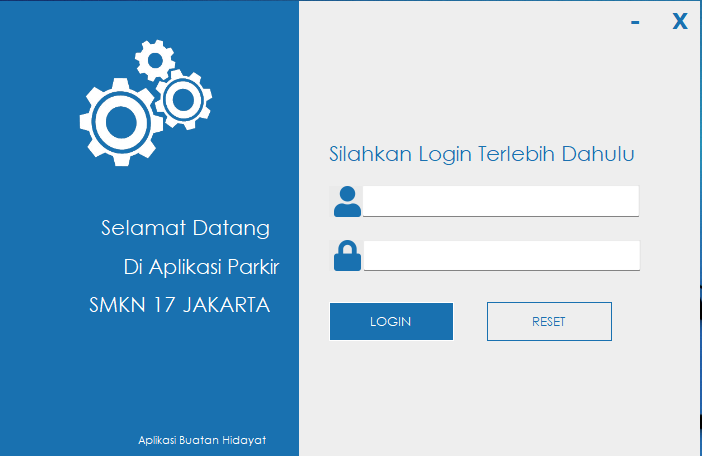 - X
Silahkan Login Terlebih Dahulu
Selamat Datang
Di Aplikasi Parkir
SMKN 17 JAKARTA
LOGIN
RESET
Aplikasi Buatan Hidayat